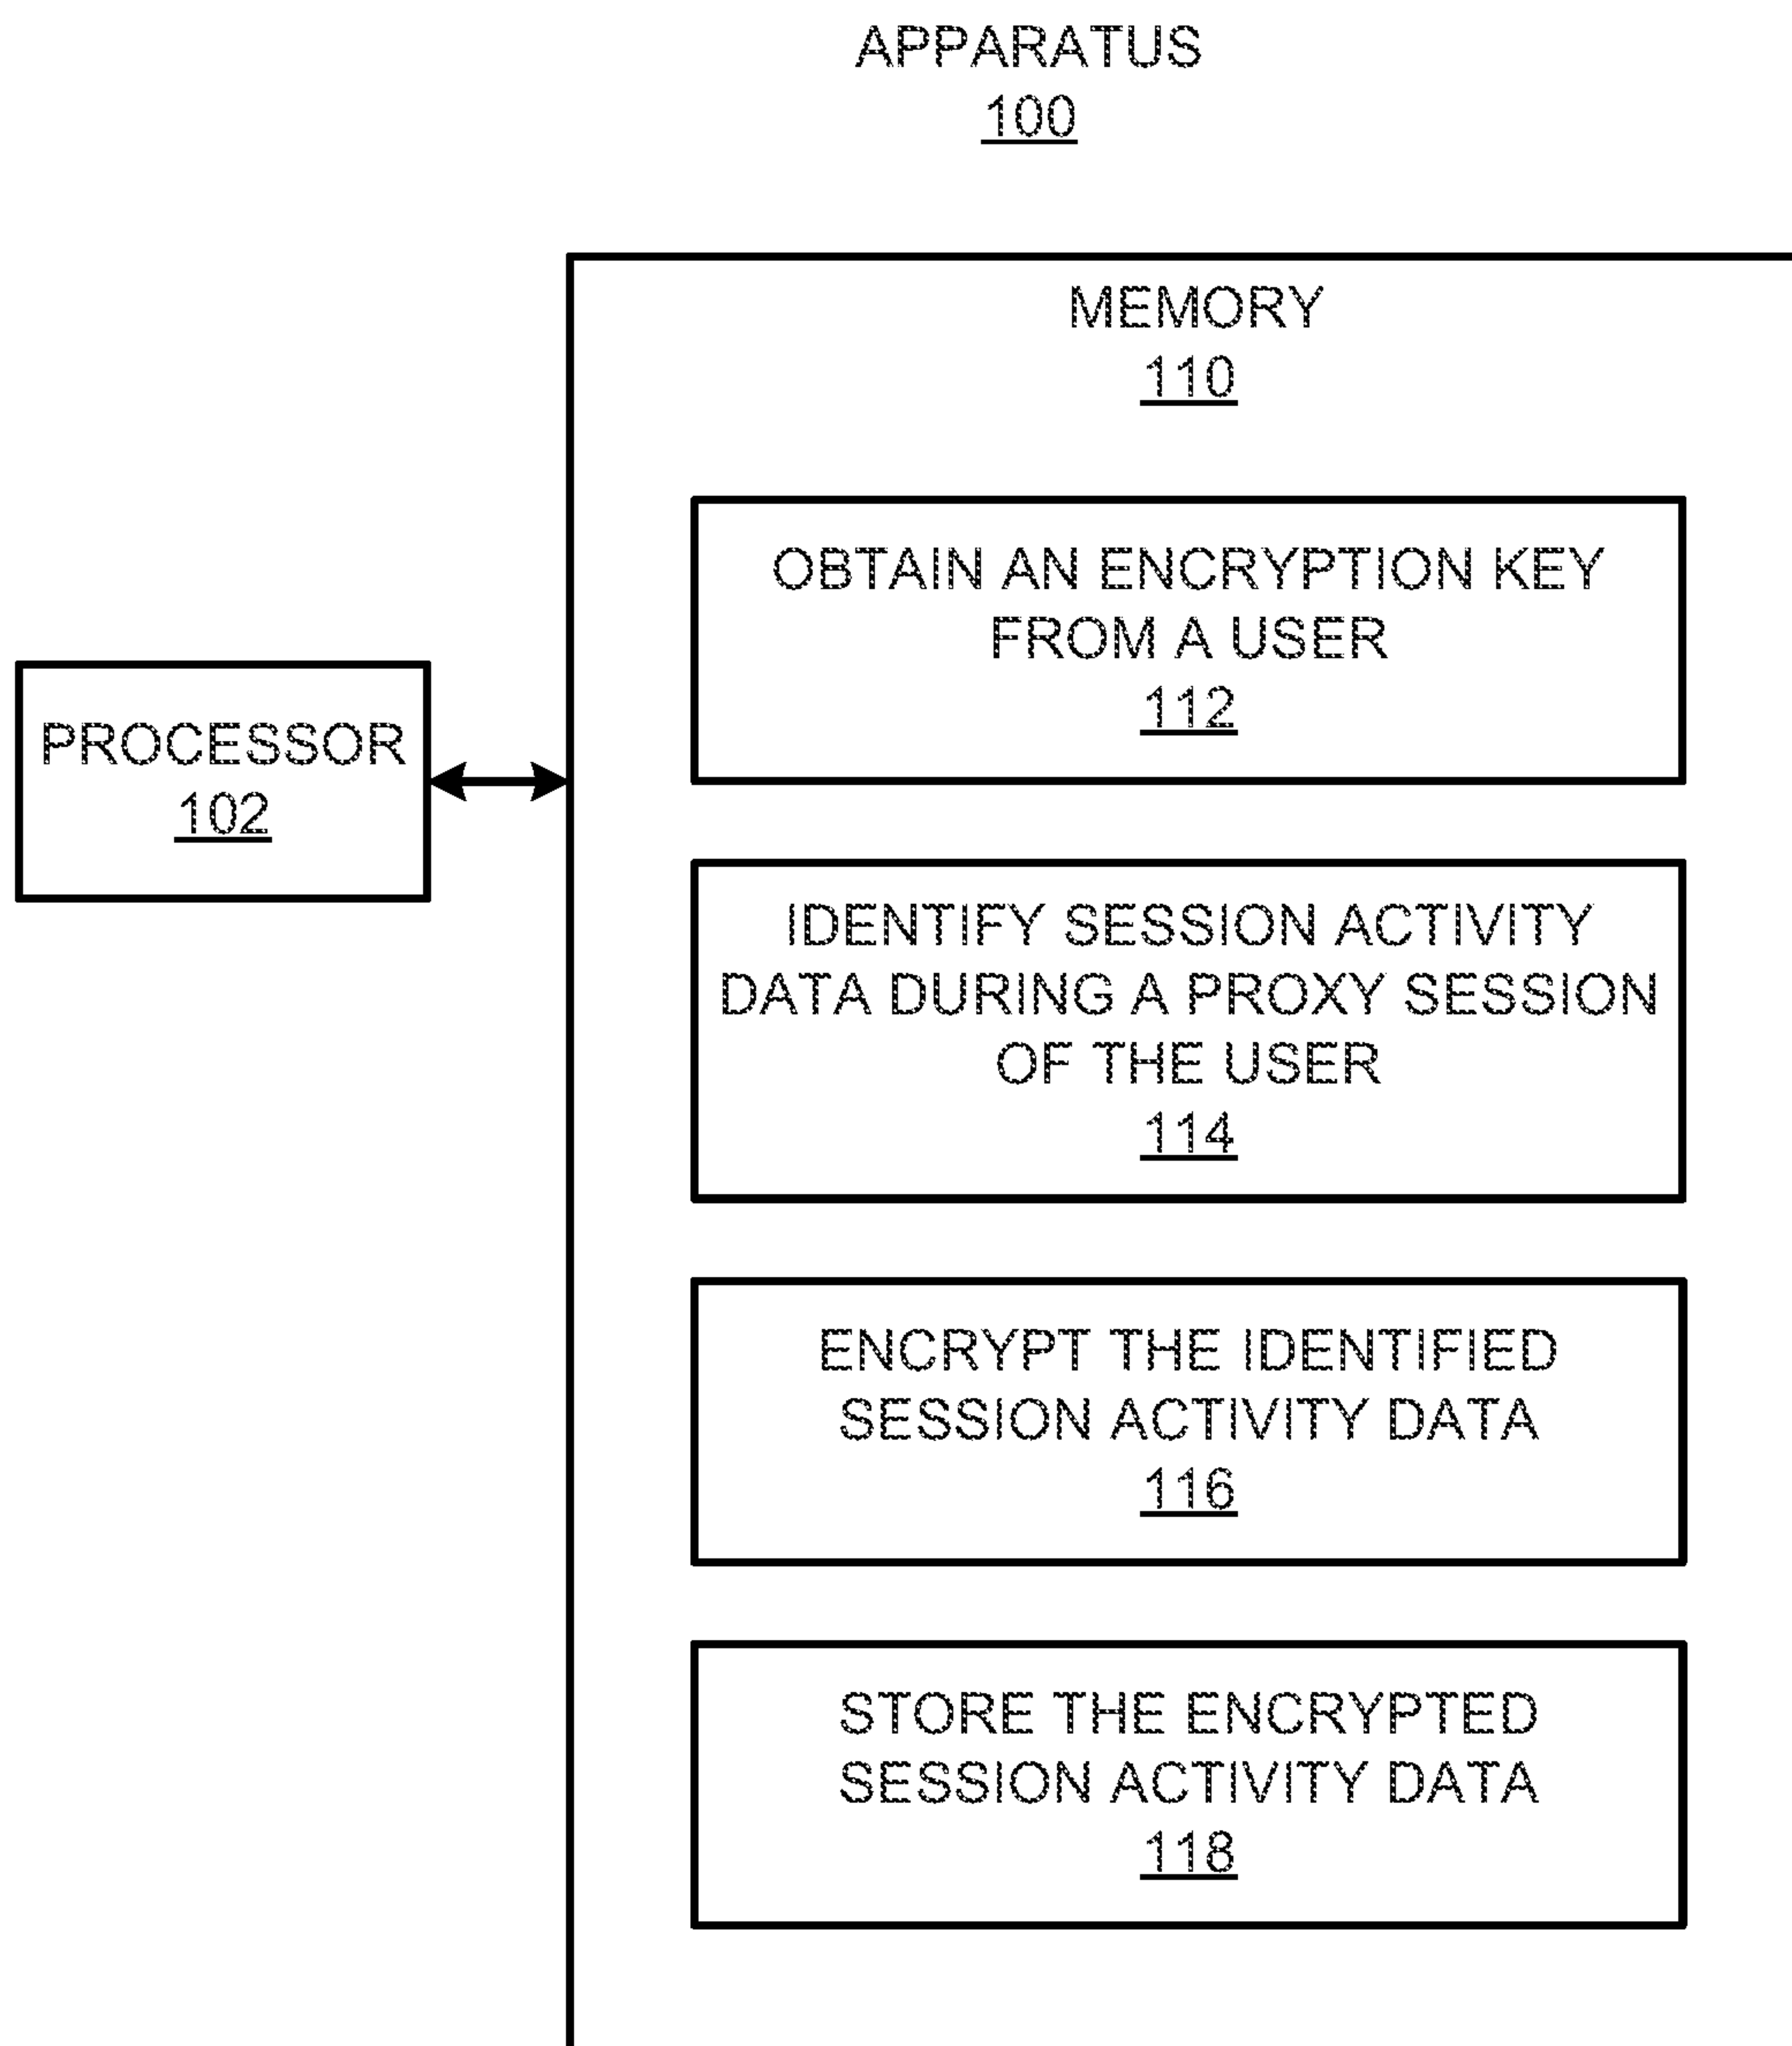 APPARATUS
100
MEMORY
110
OBTAIN AN ENCRYPTION KEY
FROM A USER
112
PROCESSOR
102
IDENTIFY SESSION ACTIVITY
DATA DURING A PROXY SESSION
OF THE USER
114
ENCRYPT THE IDENTIFIED
SESSION ACTIVITY DATA
116
STORE THE ENCRYPTED
SESSION ACTIVITY DATA
118